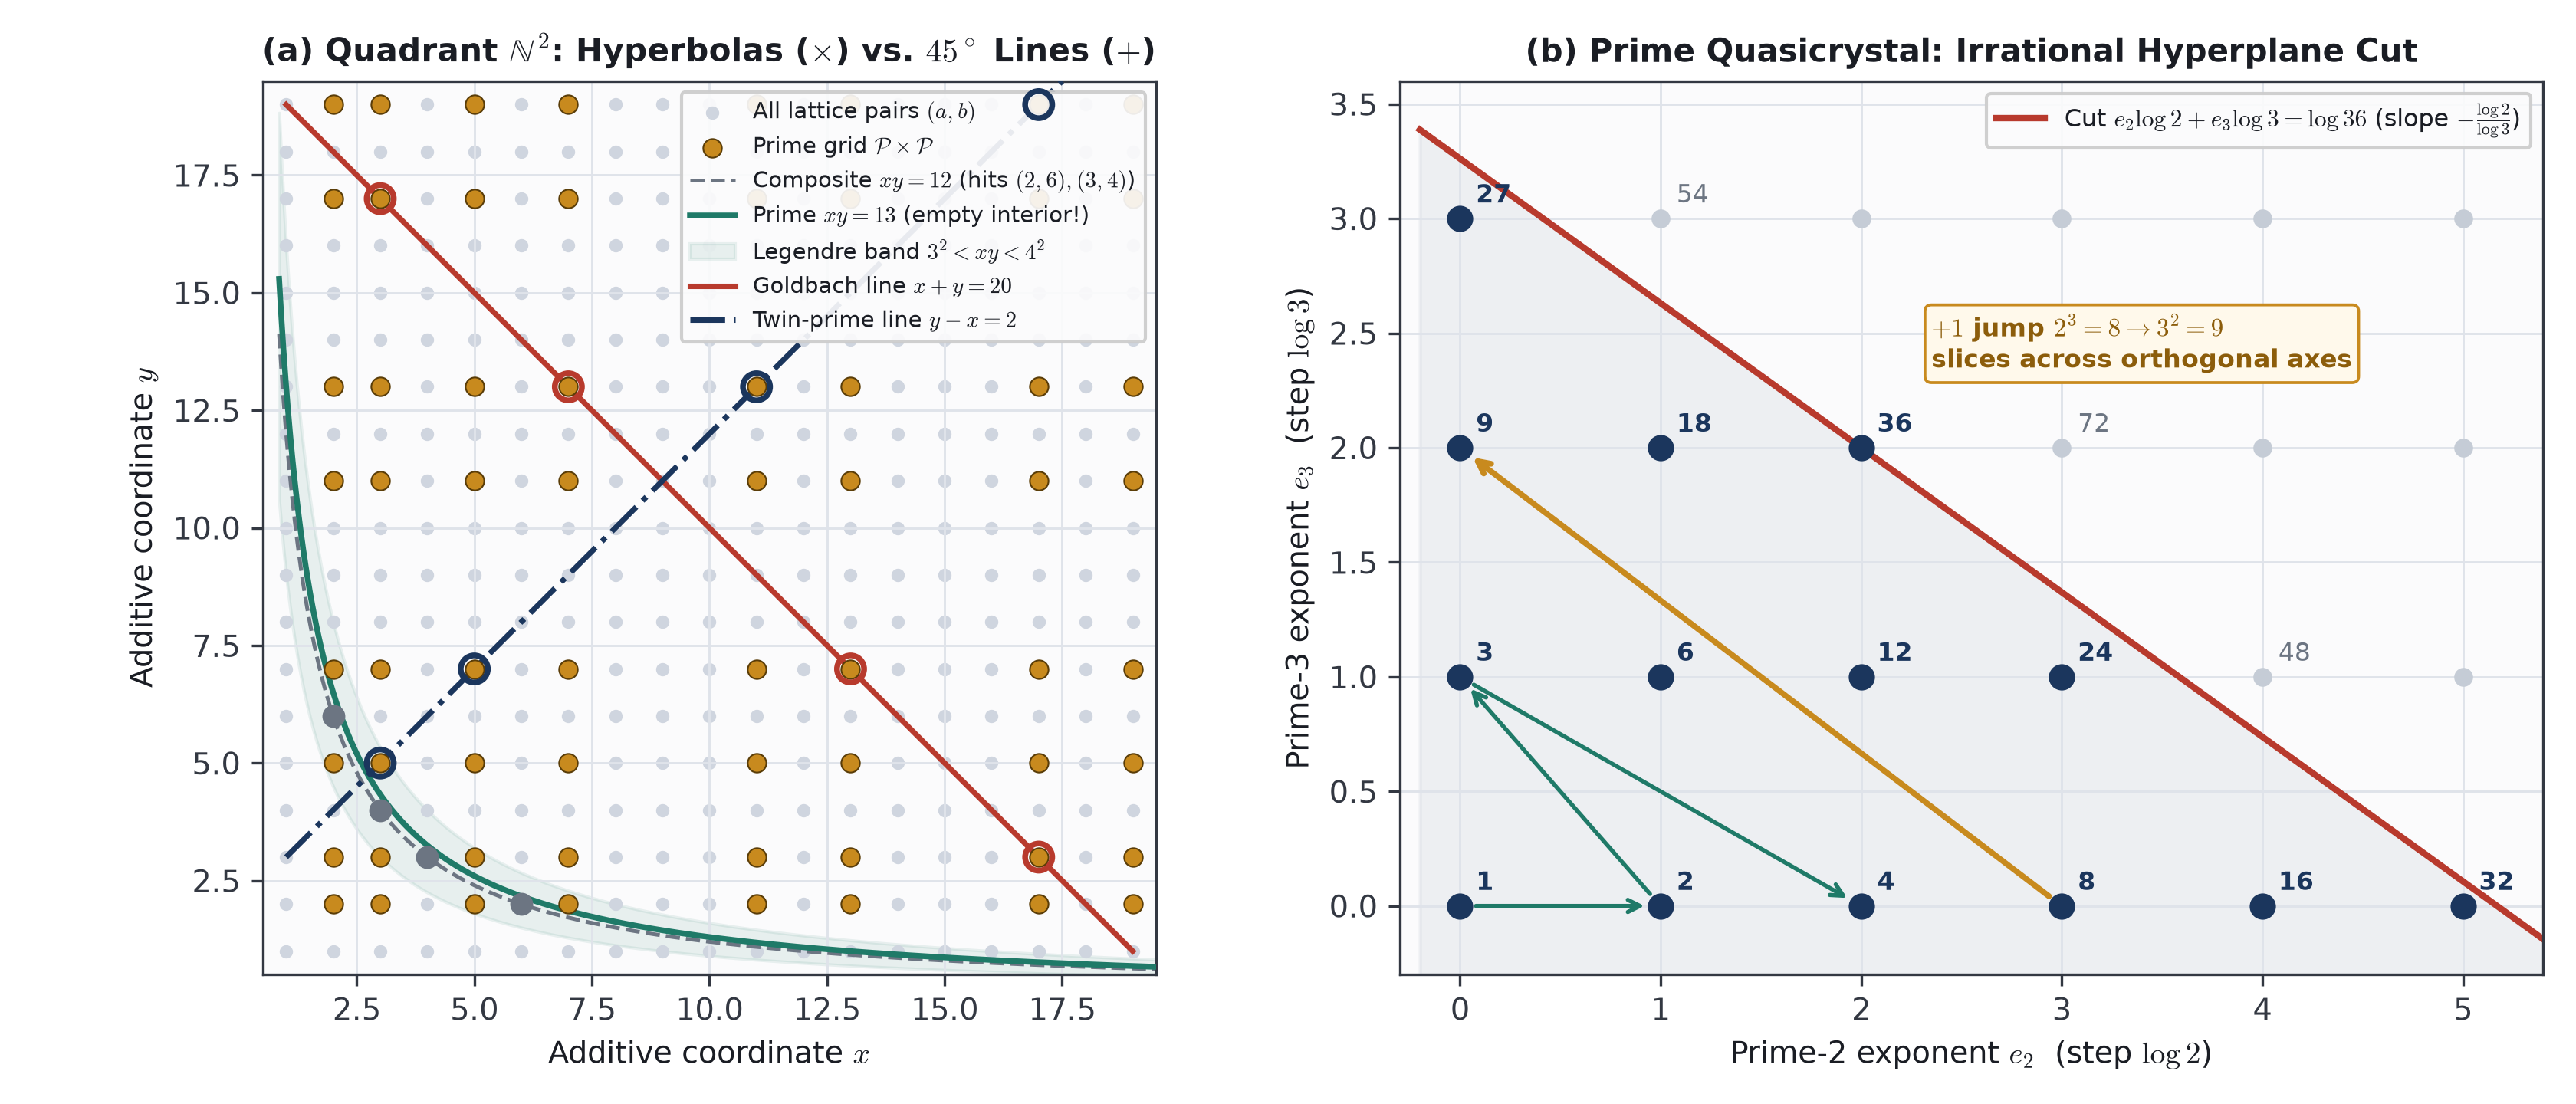 (a) Quadrant ℕ²: Hyperbolas (×) vs. 45° Lines (+)
All lattice pairs (a, b)
Prime grid 𝒫 × 𝒫
Composite xy = 12 (hits (2, 6), (3, 4))
Prime xy = 13 (empty interior!)
Legendre band 3² < xy < 4²
Goldbach line x + y = 20
Twin-prime line y − x = 2
17.5
15.0
12.5
10.0
7.5
5.0
2.5
Additive coordinate y
2.5 5.0 7.5 10.0 12.5 15.0 17.5
Additive coordinate x
(b) Prime Quasicrystal: Irrational Hyperplane Cut
Cut e₂log 2 + e₃log 3 = log 36 (slope −log 2/log 3)
3.5
3.0
2.5
2.0
1.5
1.0
0.5
0.0
Prime-3 exponent e₃ (step log 3)
27 54
+1 jump 2³ = 8 → 3² = 9
slices across orthogonal axes
9 18 36 72
3 6 12 24 48
1 2 4 8 16 32
0 1 2 3 4 5
Prime-2 exponent e₂ (step log 2)